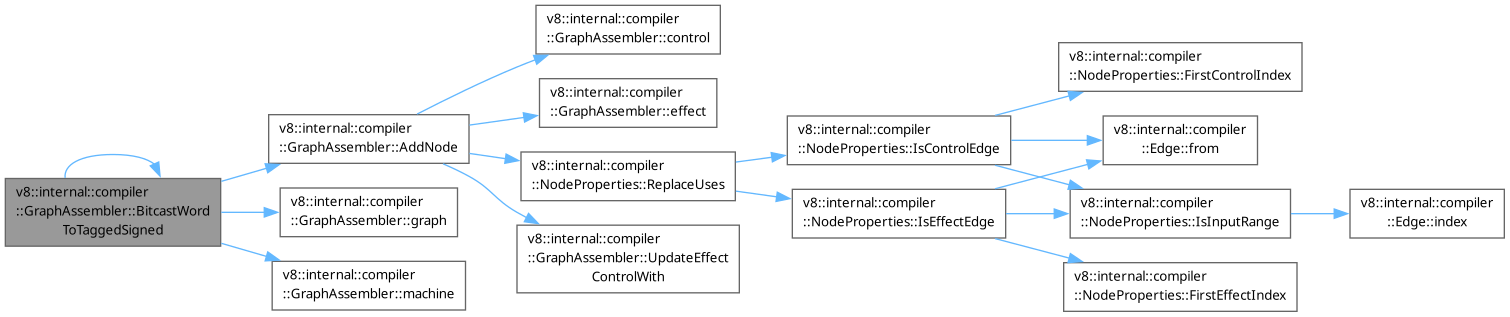 v8::internal::compiler
::GraphAssembler::BitcastWord
ToTaggedSigned
v8::internal::compiler
::GraphAssembler::AddNode
v8::internal::compiler
::GraphAssembler::graph
v8::internal::compiler
::GraphAssembler::machine
v8::internal::compiler
::GraphAssembler::control
v8::internal::compiler
::GraphAssembler::effect
v8::internal::compiler
::NodeProperties::ReplaceUses
v8::internal::compiler
::GraphAssembler::UpdateEffect
ControlWith
v8::internal::compiler
::NodeProperties::IsControlEdge
v8::internal::compiler
::NodeProperties::IsEffectEdge
v8::internal::compiler
::NodeProperties::FirstControlIndex
v8::internal::compiler
::Edge::from
v8::internal::compiler
::NodeProperties::IsInputRange
v8::internal::compiler
::NodeProperties::FirstEffectIndex
v8::internal::compiler
::Edge::index